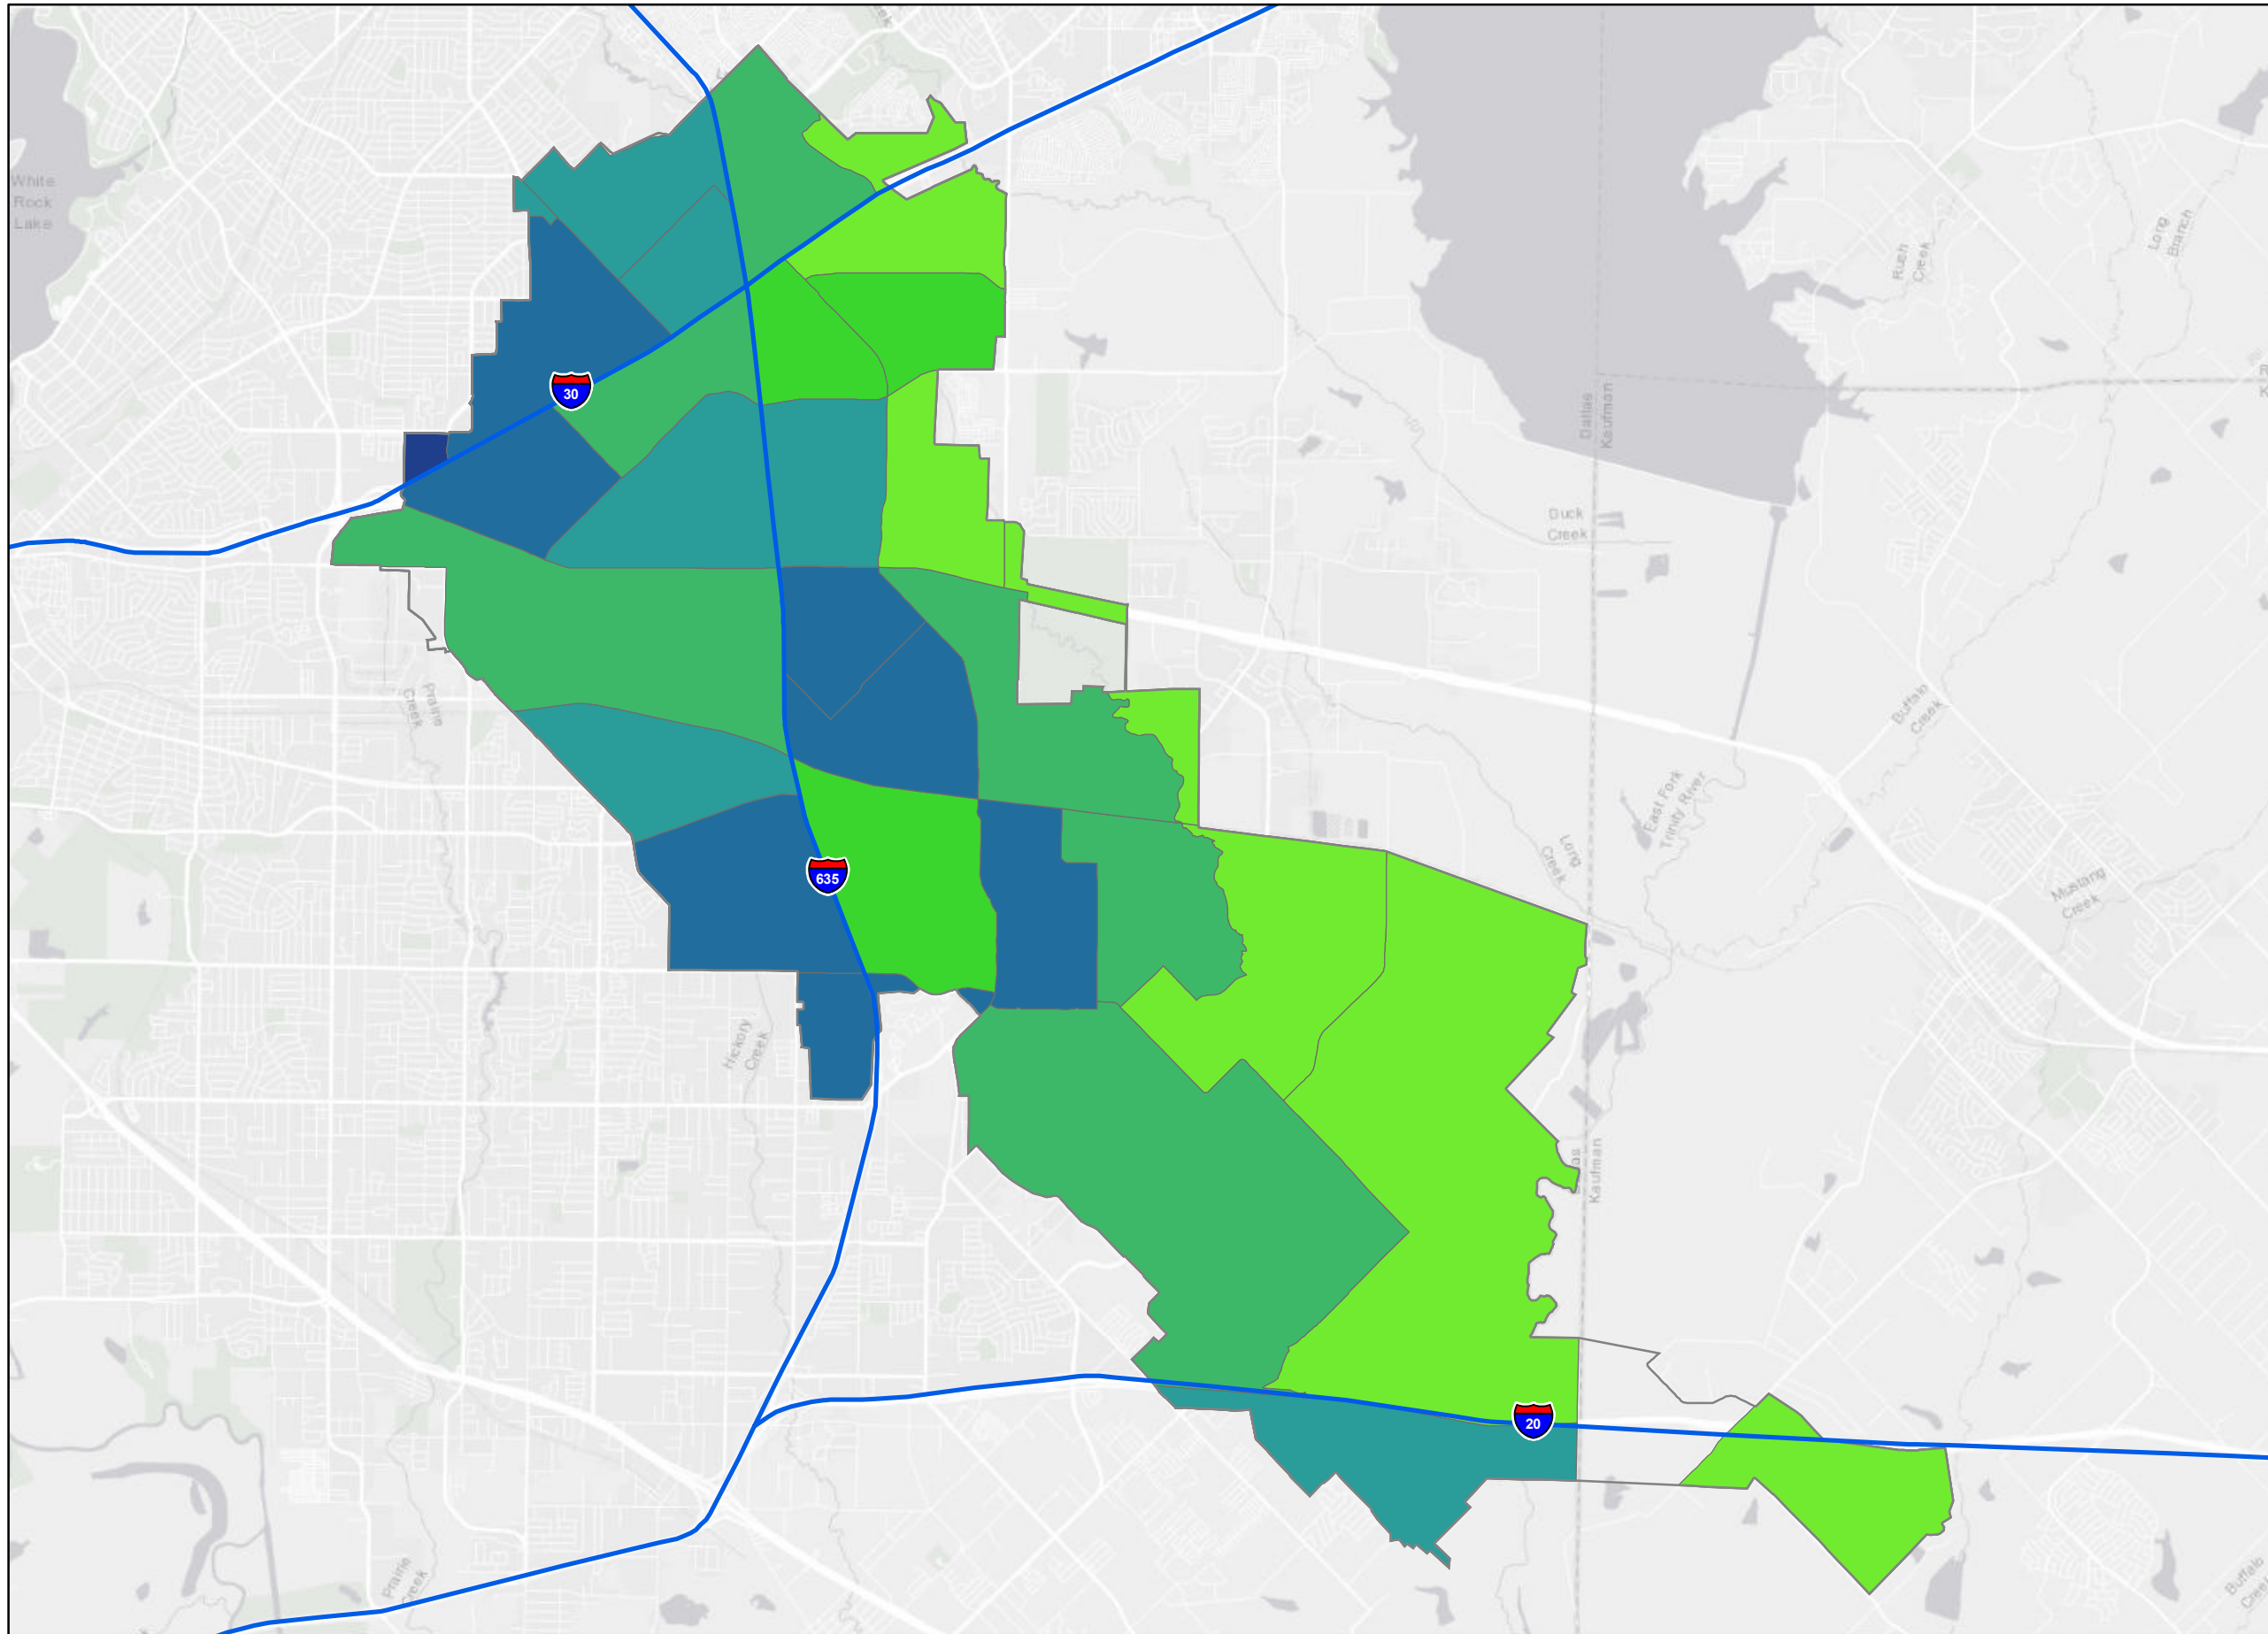 White
Rock
Lake
Long
Branch
Rush
Creek
30
Dallas
Kaufman
Duck
Creek
Prairie
Creek
Buffalo
Creek
East Fork
Trinity River
Long
Creek
635
Mustang
Creek
Hickory
Creek
Kaufman
20
Prairie
Creek
Buffalo